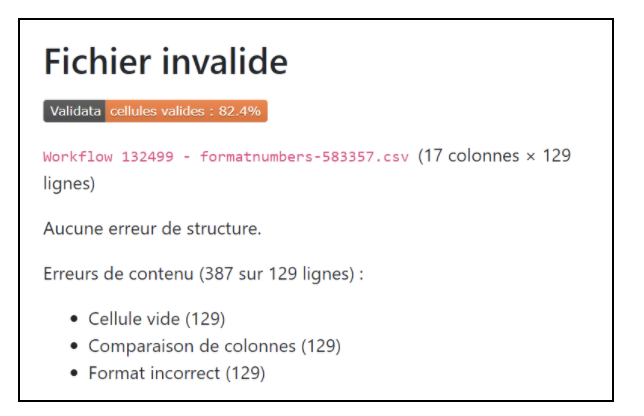 Fichier invalide
Validata cellules valides : 82.4%
Workflow 132499 - formatnumbers-583357.csv (17 colonnes × 129
lignes)
Aucune erreur de structure.
Erreurs de contenu (387 sur 129 lignes) :
• Cellule vide (129)
• Comparaison de colonnes (129)
• Format incorrect (129)